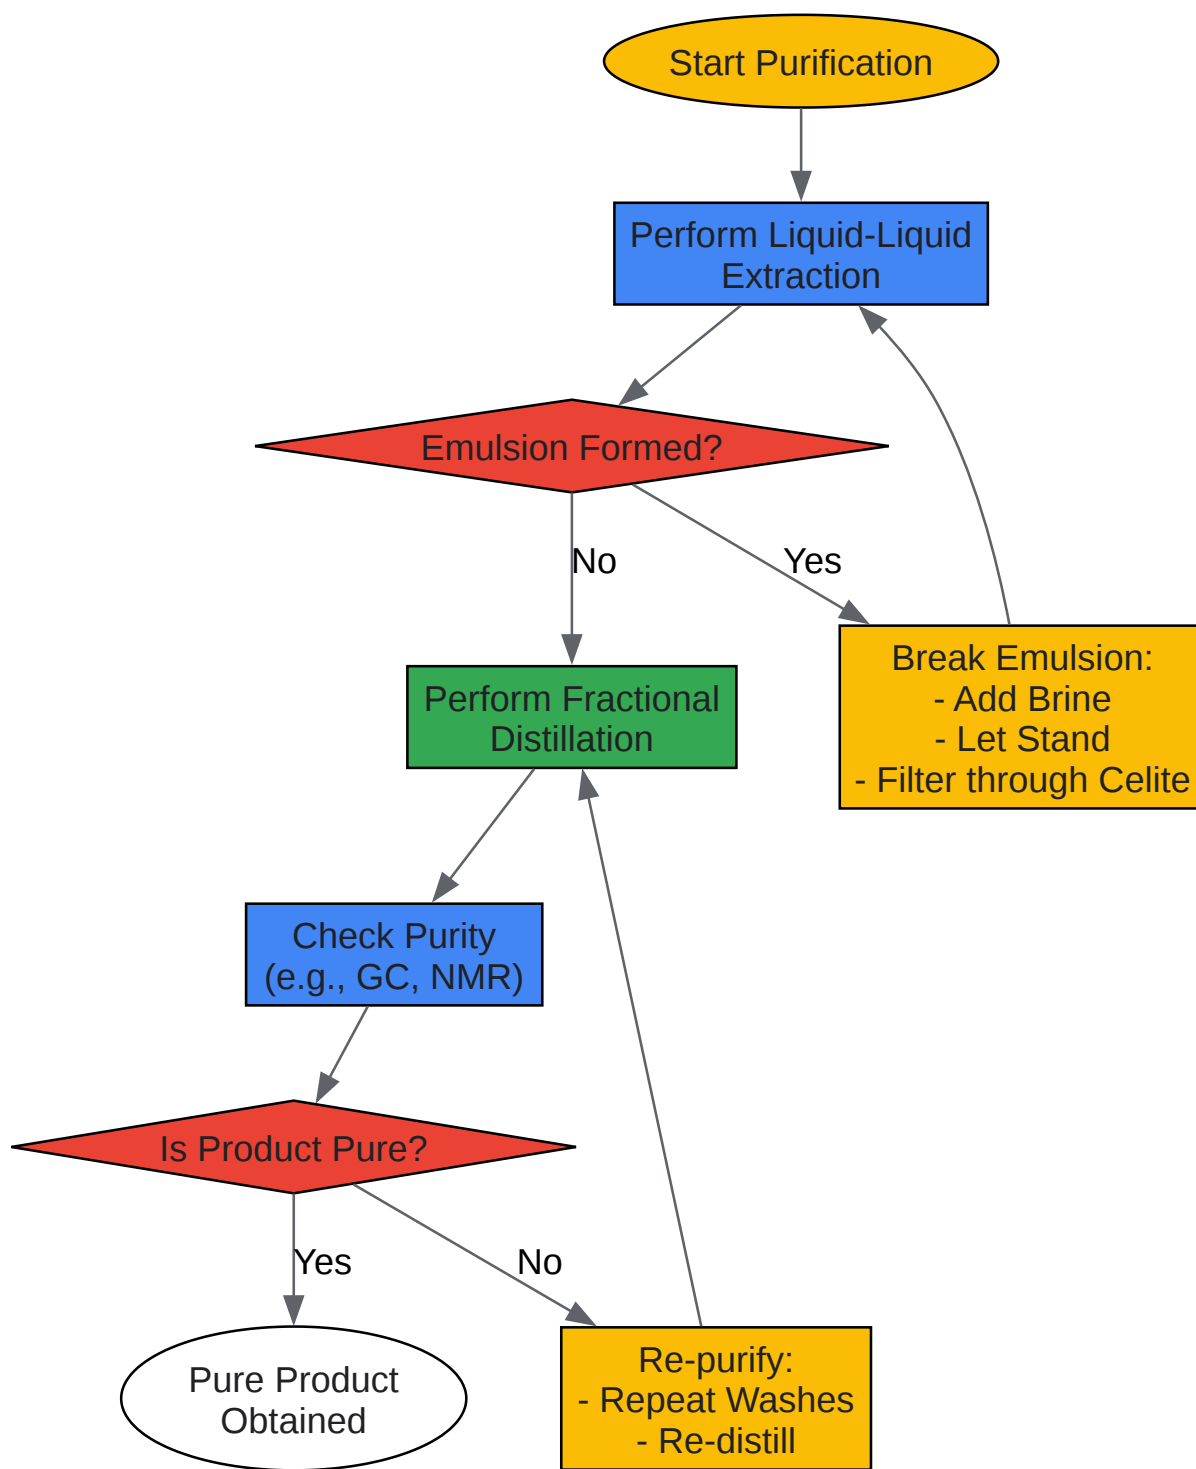 Start Purification
Perform Liquid-Liquid
Extraction
Emulsion Formed?
No
Yes
Break Emulsion:
- Add Brine
- Let Stand
- Filter through Celite
Perform Fractional
Distillation
Check Purity
(e.g., GC, NMR)
Is Product Pure?
Yes
No
Pure Product
Obtained
Re-purify:
- Repeat Washes
- Re-distill